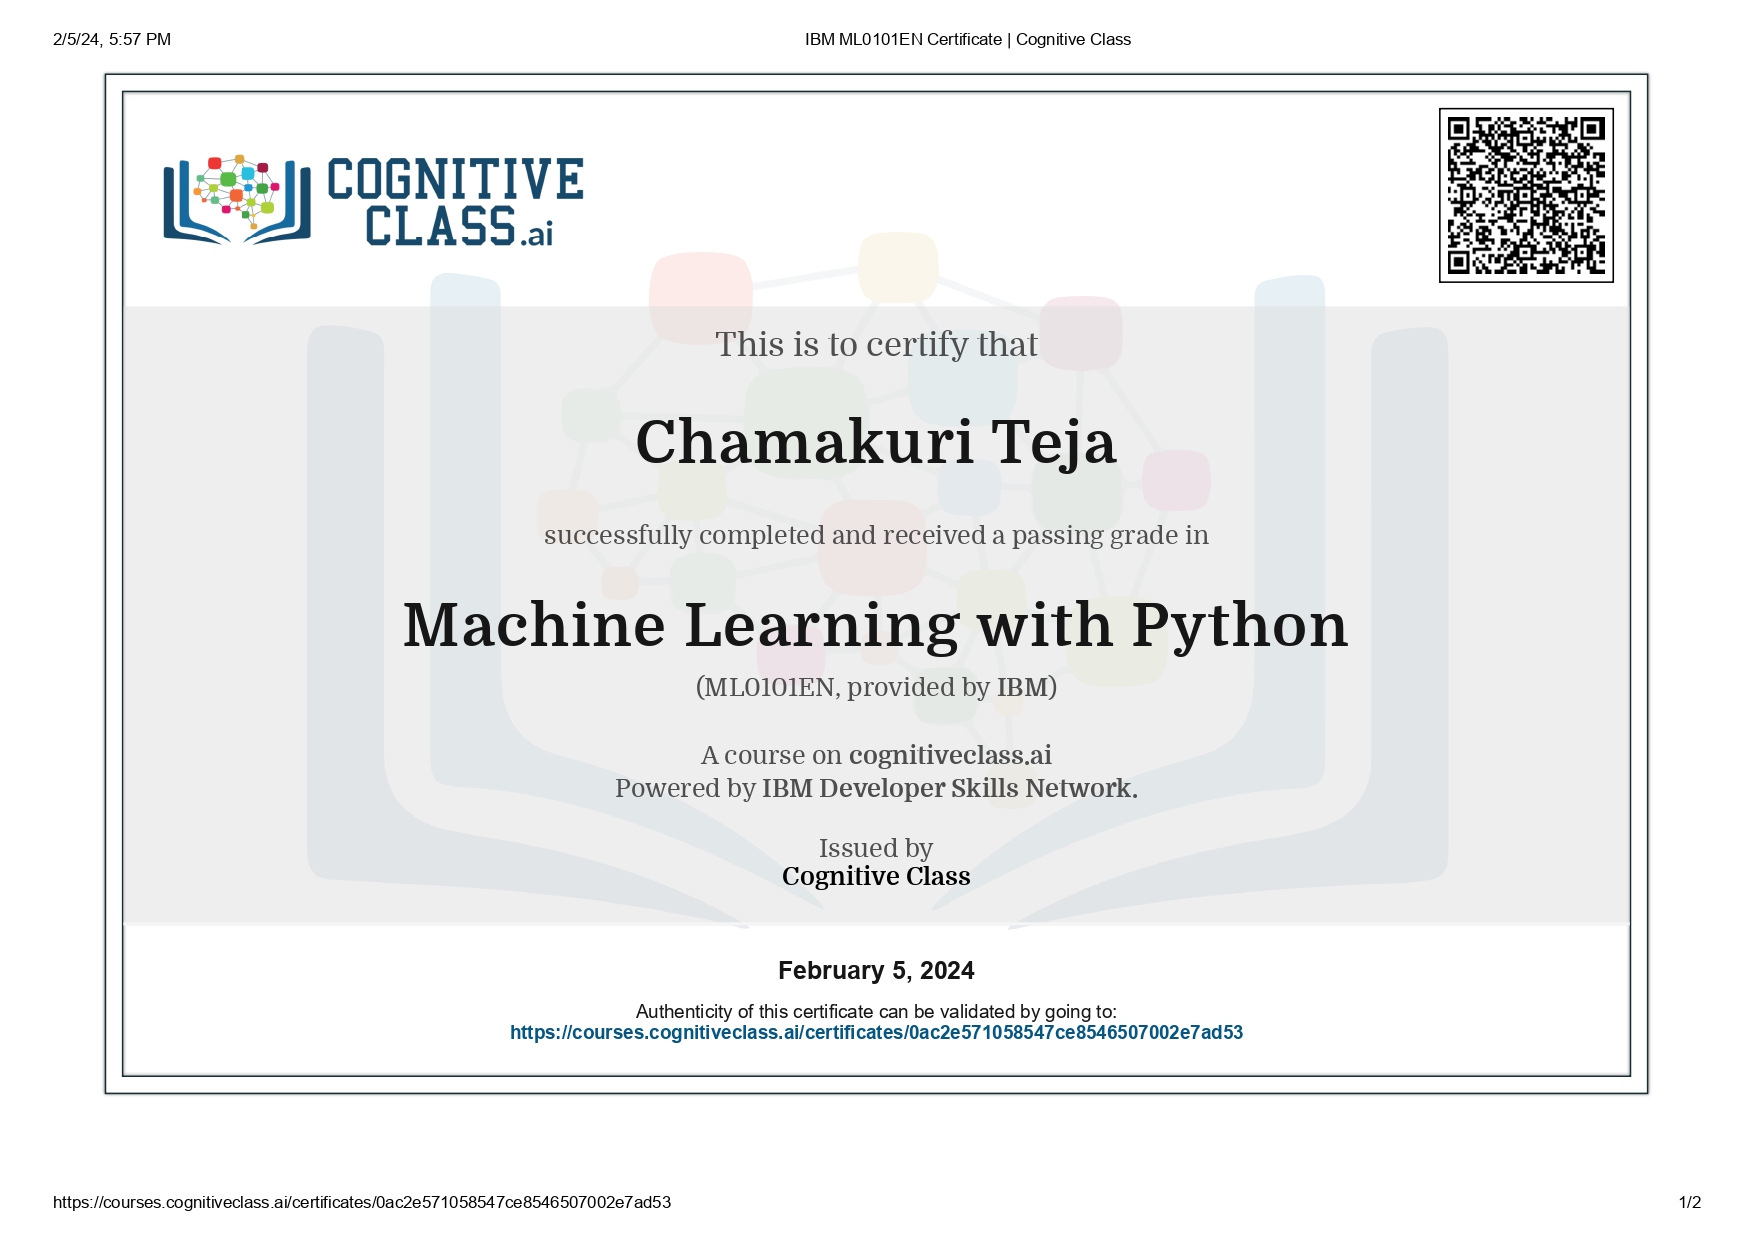 2/5/24, 5:57 PM
IBM ML0101EN Certificate | Cognitive Class
COGNITIVE
CLASS.ai
This is to certify that
Chamakuri Teja
successfully completed and received a passing grade in
Machine Learning with Python
(ML0101EN, provided by IBM)
A course on cognitiveclass.ai
Powered by IBM Developer Skills Network.
Issued by
Cognitive Class
February 5, 2024
Authenticity of this certificate can be validated by going to:
https://courses.cognitiveclass.ai/certificates/0ac2e571058547ce8546507002e7ad53
https://courses.cognitiveclass.ai/certificates/0ac2e571058547ce8546507002e7ad53
1/2